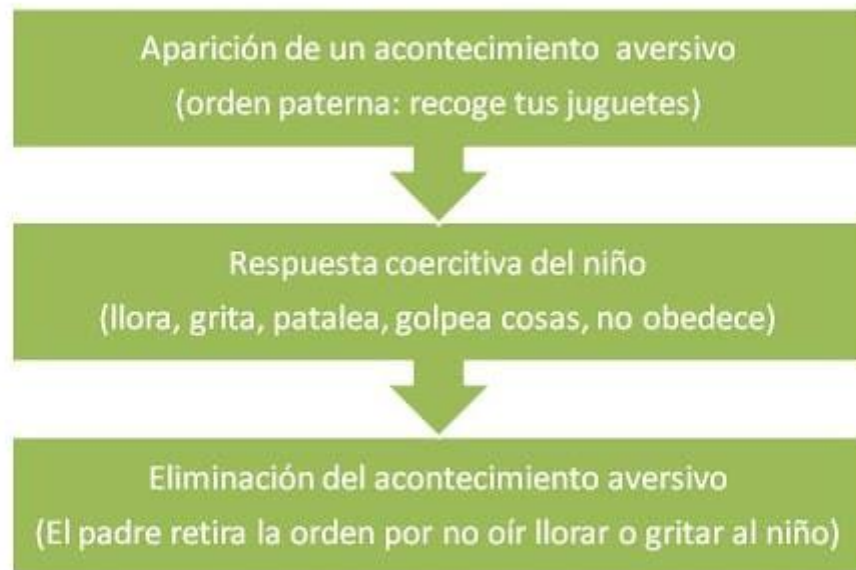 Aparición de un acontecimiento aversivo
(orden paterna: recoge tus juguetes)
Respuesta coercitiva del niño
(llora, grita, patalea, golpea cosas, no obedece)
Eliminación del acontecimiento aversivo
(El padre retira la orden por no oír llorar o gritar al niño)